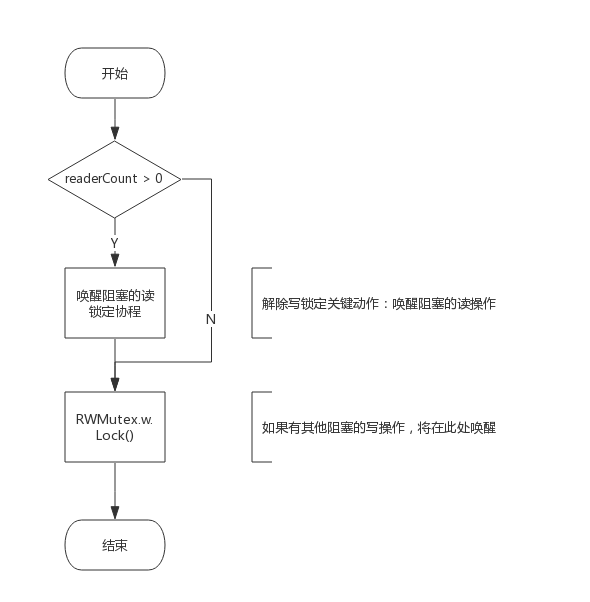 开始
readerCount > 0
Y
唤醒阻塞的读
锁定协程
解除写锁定关键动作：唤醒阻塞的读操作
N
RWMutex.w.
Lock()
如果有其他阻塞的写操作，将在此处唤醒
结束